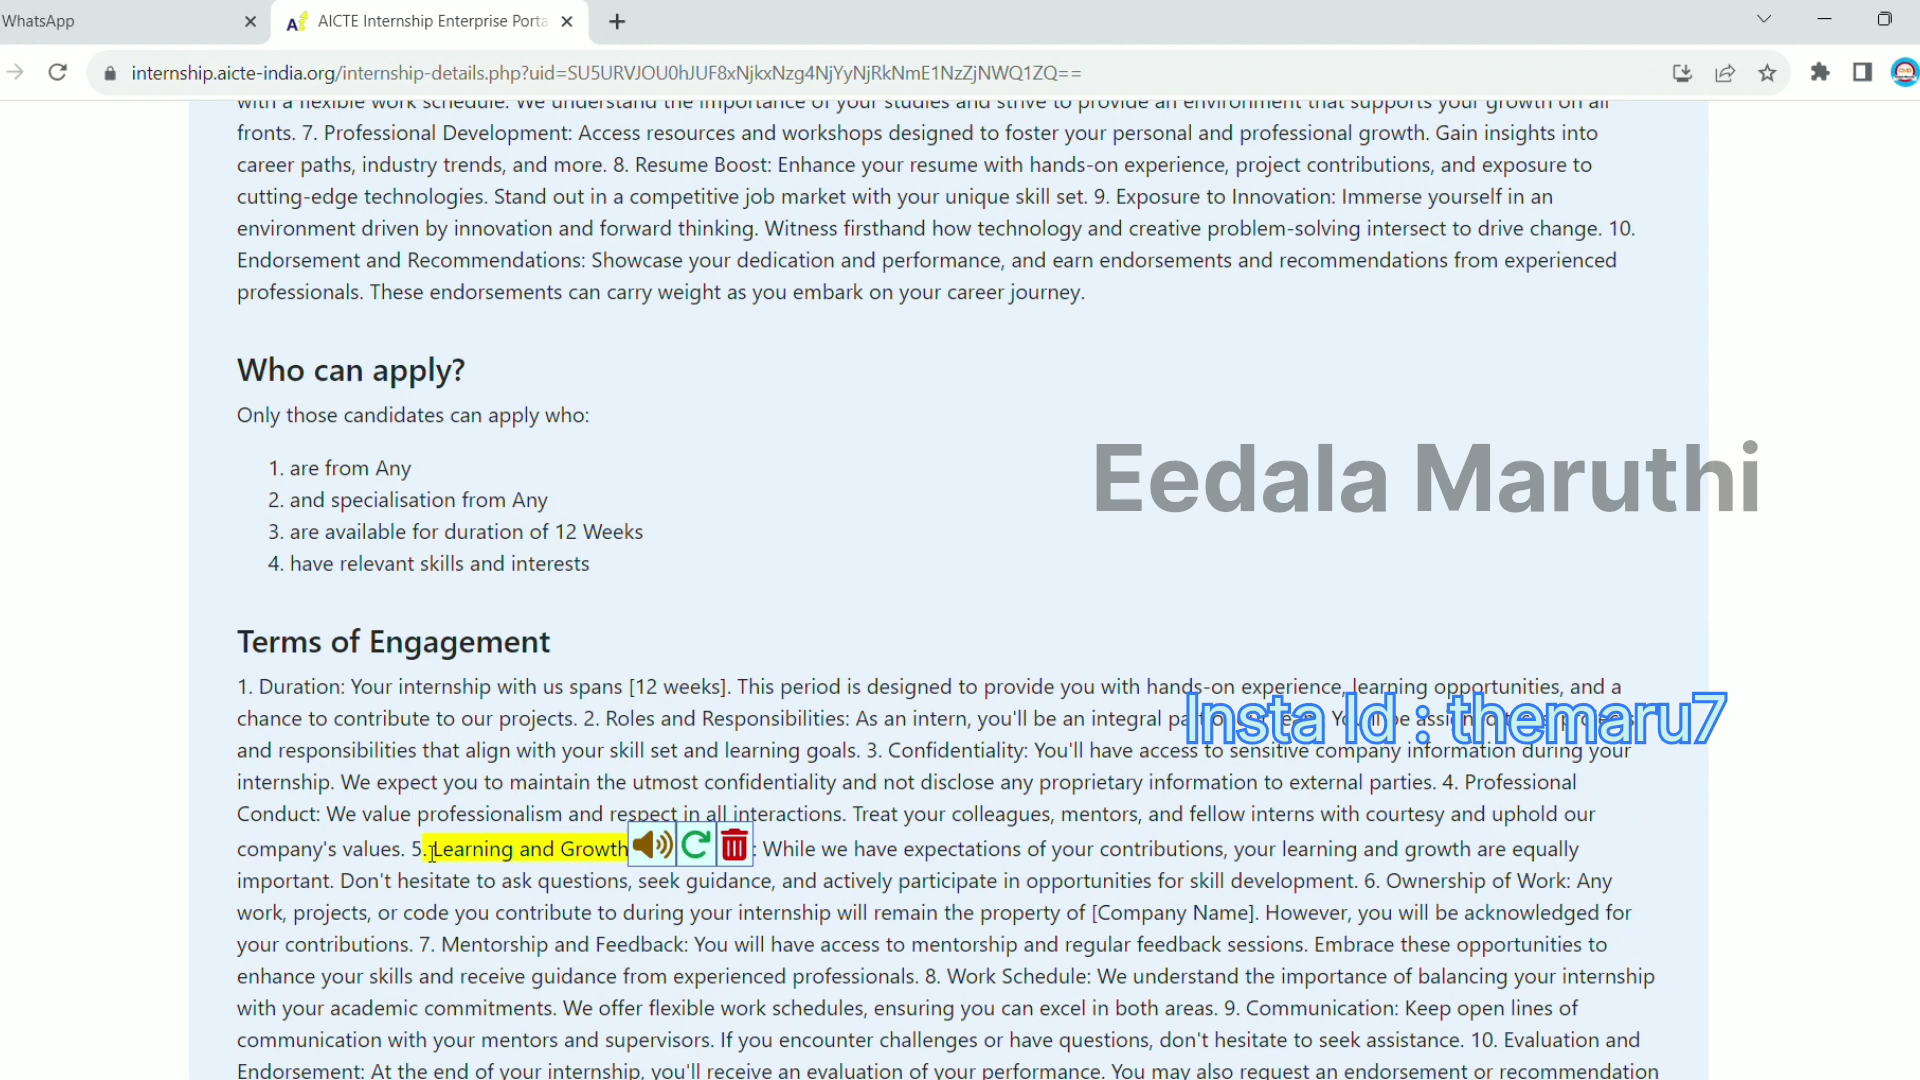 WhatsApp
AICTE Internship Enterprise Porta
internship.aicte-india.org/internship-details.php?uid=SU5URVJOU0hJUF8xNjkxNzg4NjYyNjRkNmE1NzZjNWQ1ZQ==
with a flexible work schedule. We understand the importance of your studies and strive to provide an environment that supports your growth on all
fronts. 7. Professional Development: Access resources and workshops designed to foster your personal and professional growth. Gain insights into
career paths, industry trends, and more. 8. Resume Boost: Enhance your resume with hands-on experience, project contributions, and exposure to
cutting-edge technologies. Stand out in a competitive job market with your unique skill set. 9. Exposure to Innovation: Immerse yourself in an
environment driven by innovation and forward thinking. Witness firsthand how technology and creative problem-solving intersect to drive change. 10.
Endorsement and Recommendations: Showcase your dedication and performance, and earn endorsements and recommendations from experienced
professionals. These endorsements can carry weight as you embark on your career journey.
Who can apply?
Only those candidates can apply who:
1. are from Any
2. and specialisation from Any
3. are available for duration of 12 Weeks
4. have relevant skills and interests
Eedala Maruthi
Terms of Engagement
1. Duration: Your internship with us spans [12 weeks]. This period is designed to provide you with hands-on experience, learning opportunities, and a
chance to contribute to our projects. 2. Roles and Responsibilities: As an intern, you'll be an integral
Insta Id : themaru7
and responsibilities that align with your skill set and learning goals. 3. Confidentiality: You'll have access to sensitive company information during your
internship. We expect you to maintain the utmost confidentiality and not disclose any proprietary information to external parties. 4. Professional
Conduct: We value professionalism and respect in all interactions. Treat your colleagues, mentors, and fellow interns with courtesy and uphold our
company's values. 5. Learning and Growth : While we have expectations of your contributions, your learning and growth are equally
important. Don't hesitate to ask questions, seek guidance, and actively participate in opportunities for skill development. 6. Ownership of Work: Any
work, projects, or code you contribute to during your internship will remain the property of [Company Name]. However, you will be acknowledged for
your contributions. 7. Mentorship and Feedback: You will have access to mentorship and regular feedback sessions. Embrace these opportunities to
enhance your skills and receive guidance from experienced professionals. 8. Work Schedule: We understand the importance of balancing your internship
with your academic commitments. We offer flexible work schedules, ensuring you can excel in both areas. 9. Communication: Keep open lines of
communication with your mentors and supervisors. If you encounter challenges or have questions, don't hesitate to seek assistance. 10. Evaluation and
Endorsement: At the end of your internship, you'll receive an evaluation of your performance. You may also request an endorsement or recommendation